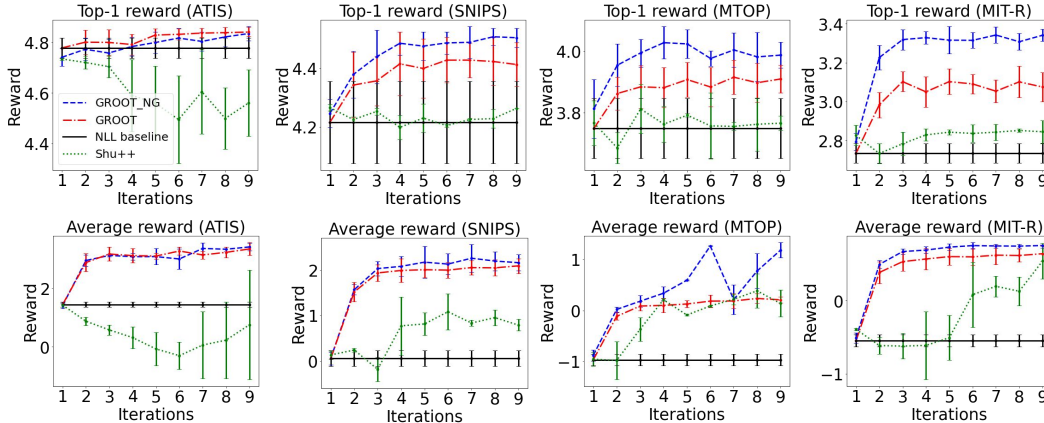 Top-1 reward (ATIS)
Reward
4.8
4.6
4.4
GROOT_NG
GROOT
NLL baseline
Shu++
1 2 3 4 5 6 7 8 9
Iterations
Top-1 reward (SNIPS)
Reward
4.4
4.2
1 2 3 4 5 6 7 8 9
Iterations
Top-1 reward (MTOP)
Reward
4.0
3.8
1 2 3 4 5 6 7 8 9
Iterations
Top-1 reward (MIT-R)
Reward
3.4
3.2
3.0
2.8
1 2 3 4 5 6 7 8 9
Iterations
Average reward (ATIS)
Reward
2
0
1 2 3 4 5 6 7 8 9
Iterations
Average reward (SNIPS)
Reward
2
1
0
1 2 3 4 5 6 7 8 9
Iterations
Average reward (MTOP)
Reward
1
0
−1
1 2 3 4 5 6 7 8 9
Iterations
Average reward (MIT-R)
Reward
0
−1
1 2 3 4 5 6 7 8 9
Iterations